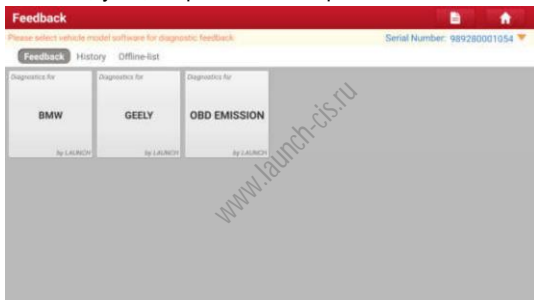 Feedback
Please select vehicle model software for diagnostic feedback
Serial Number: 989280001054
Feedback History Offline-list
Diagnostics for Diagnostics for Diagnostics for
BMW GEELY OBD EMISSION
by LAUNCH by LAUNCH by LAUNCH
www.launch-cis.ru